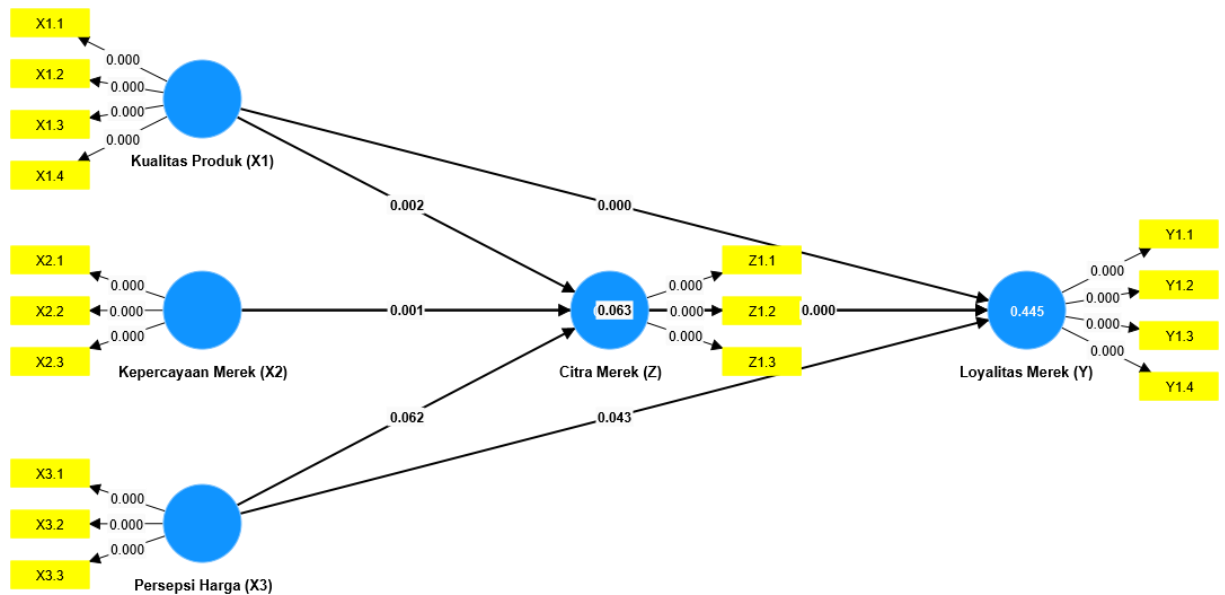 X1.1
0.000
X1.2
0.000
X1.3
0.000
X1.4
0.000
Kualitas Produk (X1)
0.002
0.000
X2.1
0.000
X2.2
0.000
X2.3
0.000
Kepercayaan Merek (X2)
0.001
0.063
Citra Merek (Z)
0.000
Z1.1
0.000
Z1.2
0.000
Z1.3
0.000
0.445
Loyalitas Merek (Y)
0.000
Y1.1
0.000
Y1.2
0.000
Y1.3
0.000
Y1.4
0.062
0.043
X3.1
0.000
X3.2
0.000
X3.3
0.000
Persepsi Harga (X3)